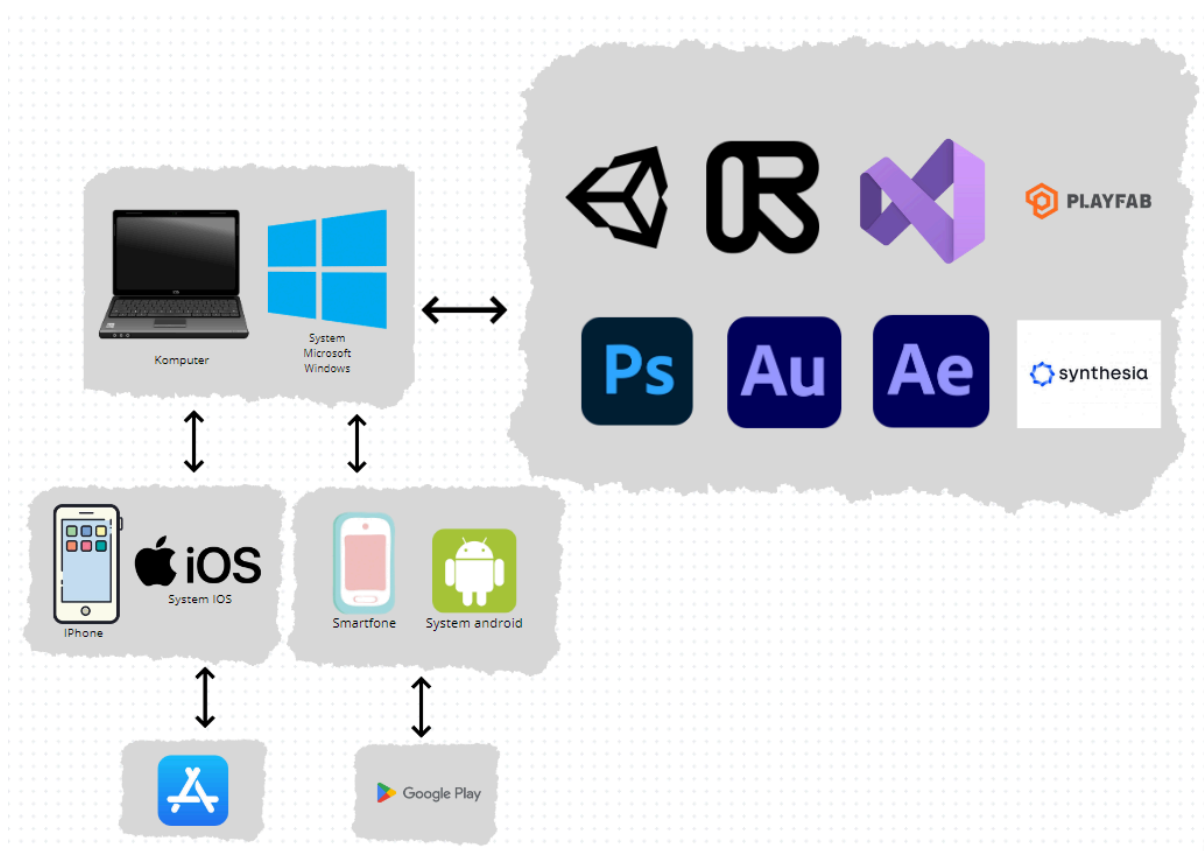 PLAYFAB
Komputer
System
Microsoft
Windows
Ps
Au
Ae
synthesia
iOS
System IOS
IPhone
Smartfone
System android
Google Play